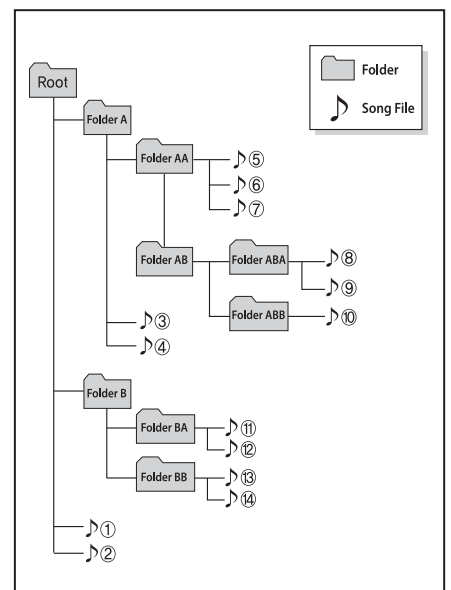 Folder
Song File
Root
Folder A
Folder AA
⑤
⑥
⑦
Folder AB
Folder ABA
⑧
⑨
Folder ABB
⑩
③
④
Folder B
Folder BA
⑪
⑫
Folder BB
⑬
⑭
①
②